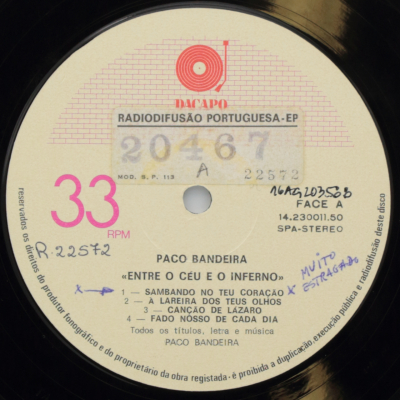 DACAPO
RADIODIFUSÃO PORTUGUESA-EP
20467
A
MOD. S. P. 113
22572
16AGL03568
FACE A
14.230011.50
SPA-STEREO
33
RPM
R.22572
PACO BANDEIRA
«ENTRE O CÉU E O INFERNO»
MUITO ESTRAGADO
x 1 — SAMBANDO NO TEU CORAÇÃO x
2 — A LAREIRA DOS TEUS OLHOS
3 — CANÇÃO DE LAZARO
4 — FADO NOSSO DE CADA DIA
Todos os títulos, letra e música
PACO BANDEIRA
reservados os direitos do produtor fonográfico e do proprietário da obra registada - é proibida a duplicação, execução pública e radiodifusão deste disco